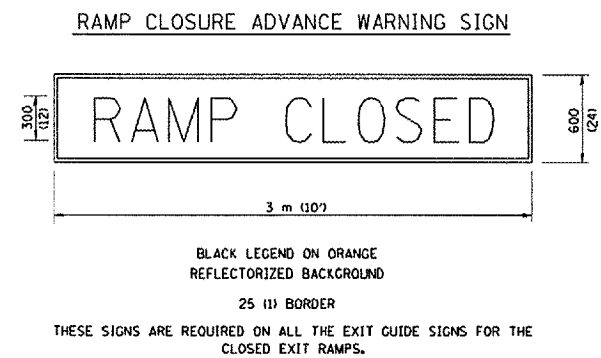 RAMP CLOSURE ADVANCE WARNING SIGN
300
(12)
RAMP CLOSED
600
(24)
3 m (10')
BLACK LEGEND ON ORANGE
REFLECTORIZED BACKGROUND
25 (1) BORDER
THESE SIGNS ARE REQUIRED ON ALL THE EXIT GUIDE SIGNS FOR THE
CLOSED EXIT RAMPS.